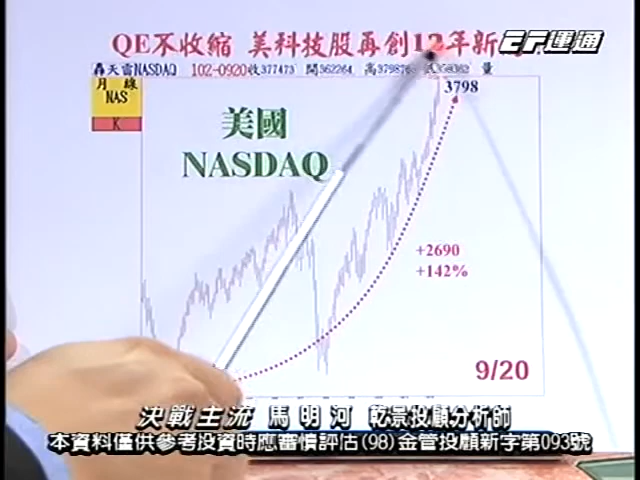 QE不收縮 美科技股再創12年新
EF運通
轟天雷NASDAQ 102-0920收377473 開362264 高3798 量
月 線
NAS
K
3798
美國
NASDAQ
+2690
+142%
9/20
決戰主流 馬明河 乾景投顧分析師
本資料僅供參考投資時應審慎評估(98)金管投顧新字第093號